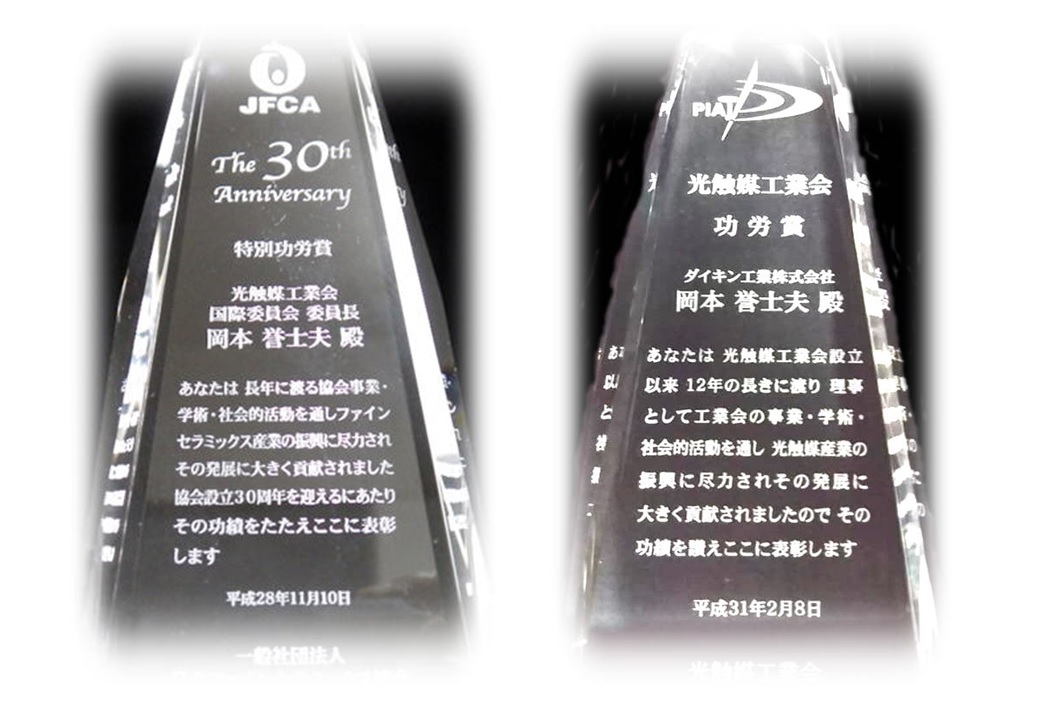 JFCA
The 30th
Anniversary
特別功労賞
光触媒工業会
国際委員会 委員長
岡本 誉士夫 殿
あなたは 長年に渡る協会事業・
学術・社会的活動を通しファイン
セラミックス産業の振興に尽力され
その発展に大きく貢献されました
協会設立30周年を迎えるにあたり
その功績をたたえここに表彰
します
平成28年11月10日
一般社団法人
PIAJ
光触媒工業会
功労賞
ダイキン工業株式会社
岡本 誉士夫 殿
あなたは 光触媒工業会設立
以来 12年の長きに渡り 理事
として工業会の事業・学術・
社会的活動を通し 光触媒産業の
振興に尽力されその発展に
大きく貢献されましたので その
功績を讃えここに表彰します
平成31年2月8日
光触媒工業会